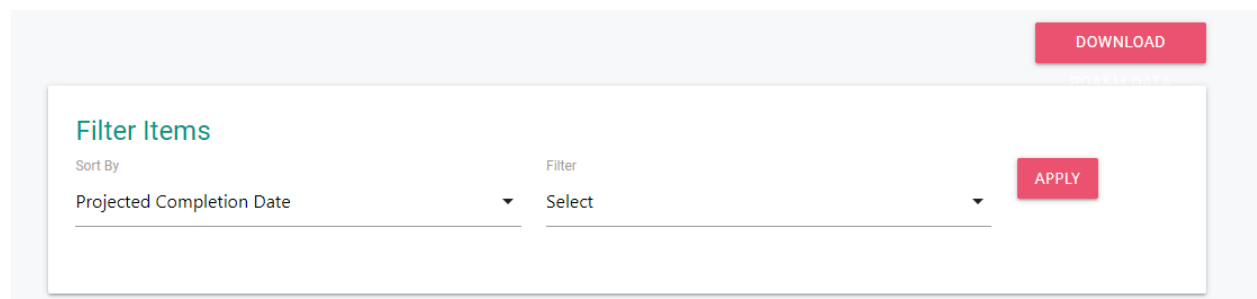 DOWNLOAD
Filter Items
Sort By
Filter
Projected Completion Date
Select
APPLY